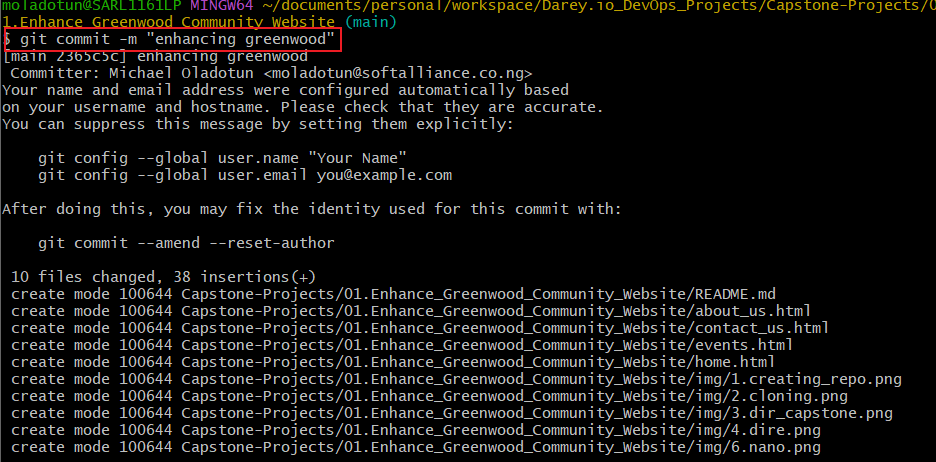 moladotun@SARL1161LP MINGW64 ~/documents/personal/workspace/Darey.io_DevOps_Projects/Capstone-Projects/0
1.Enhance_Greenwood_Community_Website (main)
$ git commit -m "enhancing greenwood"
[main 2365c5c] enhancing greenwood
 Committer: Michael Oladotun <moladotun@softalliance.co.ng>
Your name and email address were configured automatically based
on your username and hostname. Please check that they are accurate.
You can suppress this message by setting them explicitly:

    git config --global user.name "Your Name"
    git config --global user.email you@example.com

After doing this, you may fix the identity used for this commit with:

    git commit --amend --reset-author

 10 files changed, 38 insertions(+)
 create mode 100644 Capstone-Projects/01.Enhance_Greenwood_Community_Website/README.md
 create mode 100644 Capstone-Projects/01.Enhance_Greenwood_Community_Website/about_us.html
 create mode 100644 Capstone-Projects/01.Enhance_Greenwood_Community_Website/contact_us.html
 create mode 100644 Capstone-Projects/01.Enhance_Greenwood_Community_Website/events.html
 create mode 100644 Capstone-Projects/01.Enhance_Greenwood_Community_Website/home.html
 create mode 100644 Capstone-Projects/01.Enhance_Greenwood_Community_Website/img/1.creating_repo.png
 create mode 100644 Capstone-Projects/01.Enhance_Greenwood_Community_Website/img/2.cloning.png
 create mode 100644 Capstone-Projects/01.Enhance_Greenwood_Community_Website/img/3.dir_capstone.png
 create mode 100644 Capstone-Projects/01.Enhance_Greenwood_Community_Website/img/4.dire.png
 create mode 100644 Capstone-Projects/01.Enhance_Greenwood_Community_Website/img/6.nano.png